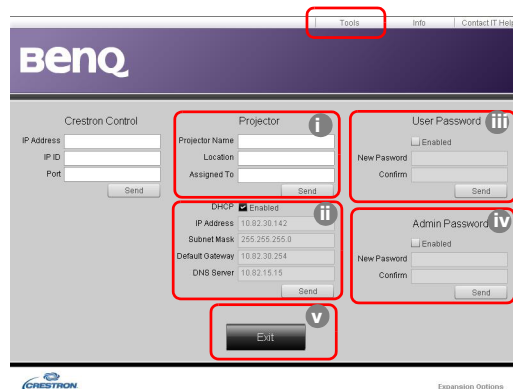 Tools Info Contact IT Help
BenQ
Crestron Control
IP Address
IP ID
Port
Send
Projector
i
Projector Name
Location
Assigned To
Send
DHCP Enabled
ii
IP Address 10.82.30.142
Subnet Mask 255.255.255.0
Default Gateway 10.82.30.254
DNS Server 10.82.15.15
Send
v
Exit
User Password
iii
Enabled
New Pasword
Confirm
Send
Admin Password
iv
Enabled
New Pasword
Confirm
Send
CRESTRON
Expansion Options